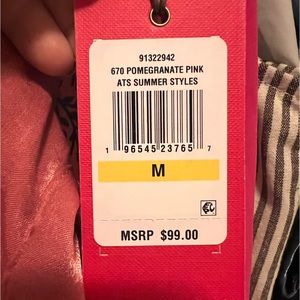 91322942
670 POMEGRANATE PINK
ATS SUMMER STYLES
1 96545 23765 7
M
MSRP $99.00